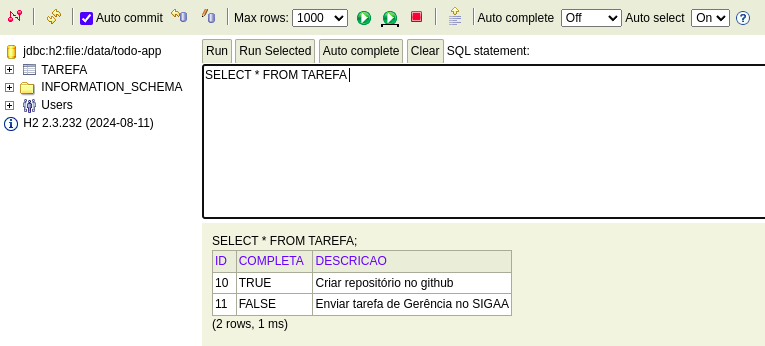 Auto commit Max rows: 1000 Auto complete Off Auto select On
jdbc:h2:file:/data/todo-app
TAREFA
INFORMATION_SCHEMA
Users
H2 2.3.232 (2024-08-11)
Run Run Selected Auto complete Clear SQL statement:
SELECT * FROM TAREFA
SELECT * FROM TAREFA;
ID COMPLETA DESCRICAO
10 TRUE Criar repositório no github
11 FALSE Enviar tarefa de Gerência no SIGAA
(2 rows, 1 ms)